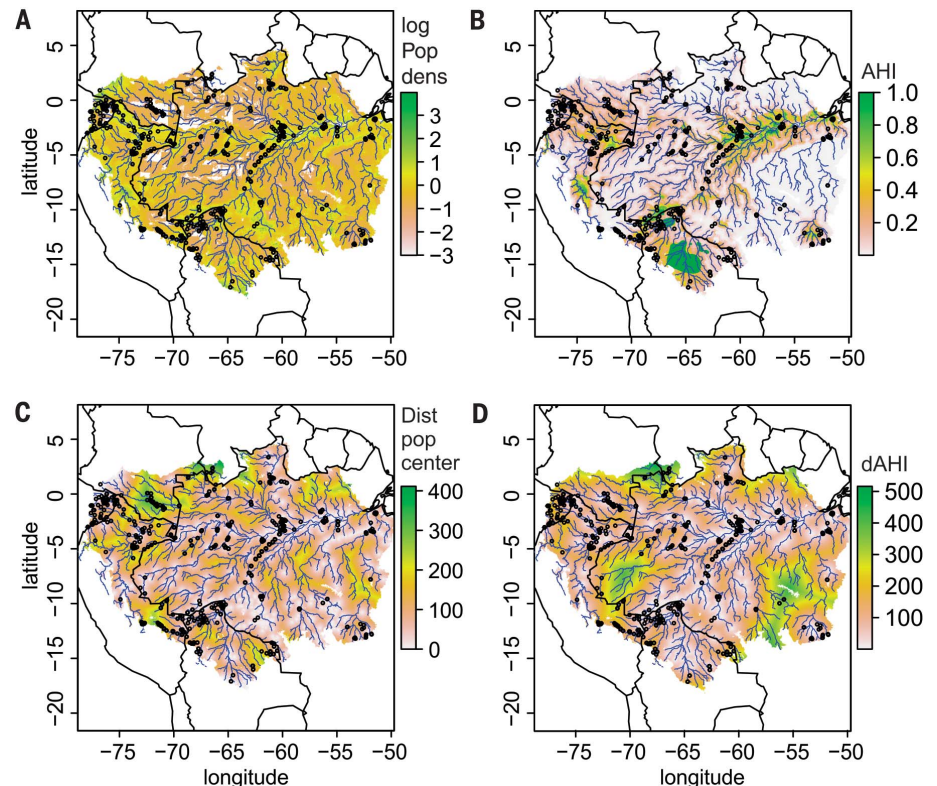 A
log
Pop
dens
3
2
1
0
−1
−2
−3
5
0
−5
−10
−15
−20
latitude
−75 −70 −65 −60 −55 −50
B
AHI
1.0
0.8
0.6
0.4
0.2
5
0
−5
−10
−15
−20
−75 −70 −65 −60 −55 −50
C
Dist
pop
center
400
300
200
100
0
5
0
−5
−10
−15
−20
latitude
−75 −70 −65 −60 −55 −50
longitude
D
dAHI
500
400
300
200
100
5
0
−5
−10
−15
−20
−75 −70 −65 −60 −55 −50
longitude